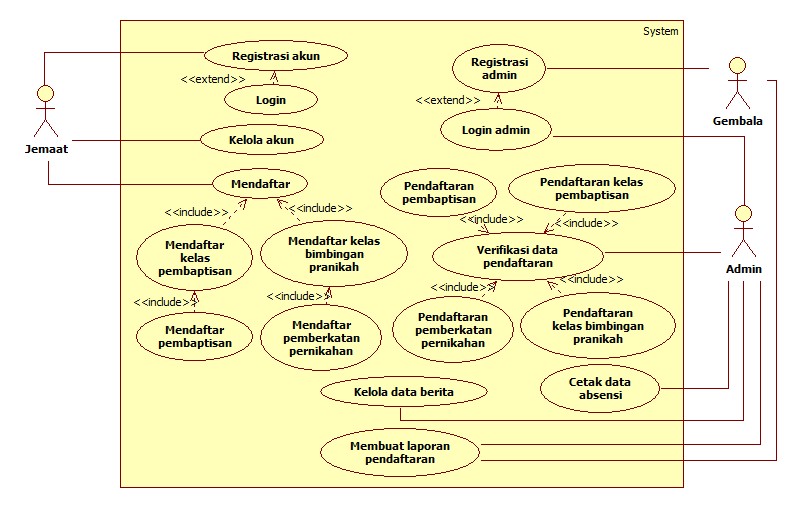 System
Registrasi akun
<<extend>>
Login
Kelola akun
Mendaftar
<<include>>
<<include>>
Mendaftar
kelas
pembaptisan
Mendaftar kelas
bimbingan
pranikah
<<include>>
<<include>>
Mendaftar
pembaptisan
Mendaftar
pemberkatan
pernikahan
Jemaat
Registrasi
admin
<<extend>>
Login admin
Gembala
Pendaftaran
pembaptisan
Pendaftaran kelas
pembaptisan
<<include>>
<<include>>
Verifikasi data
pendaftaran
Admin
<<include>>
<<include>>
Pendaftaran
pemberkatan
pernikahan
Pendaftaran
kelas bimbingan
pranikah
Kelola data berita
Cetak data
absensi
Membuat laporan
pendaftaran